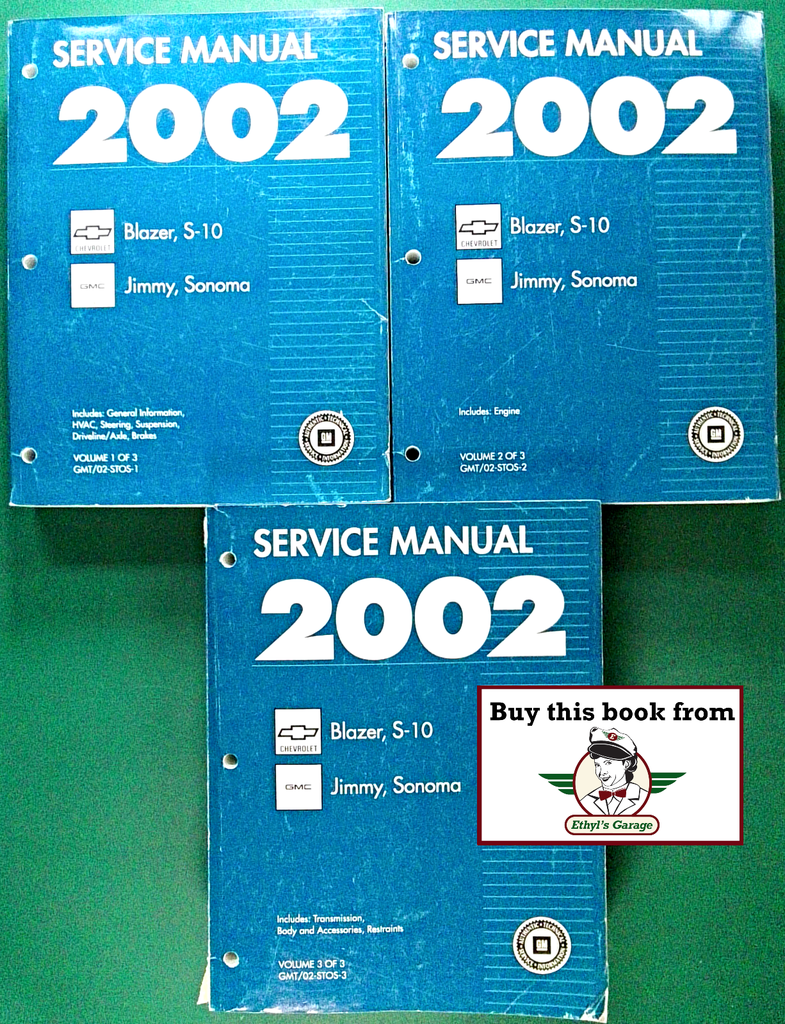 SERVICE MANUAL
2002
CHEVROLET
Blazer, S-10
GMC
Jimmy, Sonoma
Includes: General Information,
HVAC, Steering, Suspension,
Driveline/Axle, Brakes
VOLUME 1 OF 3
GMT/02-STOS-1
GM
SERVICE MANUAL
2002
CHEVROLET
Blazer, S-10
GMC
Jimmy, Sonoma
Includes: Engine
VOLUME 2 OF 3
GMT/02-STOS-2
GM
SERVICE MANUAL
2002
CHEVROLET
Blazer, S-10
GMC
Jimmy, Sonoma
Includes: Transmission,
Body and Accessories, Restraints
VOLUME 3 OF 3
GMT/02-STOS-3
GM
Buy this book from
E
Ethyl's Garage